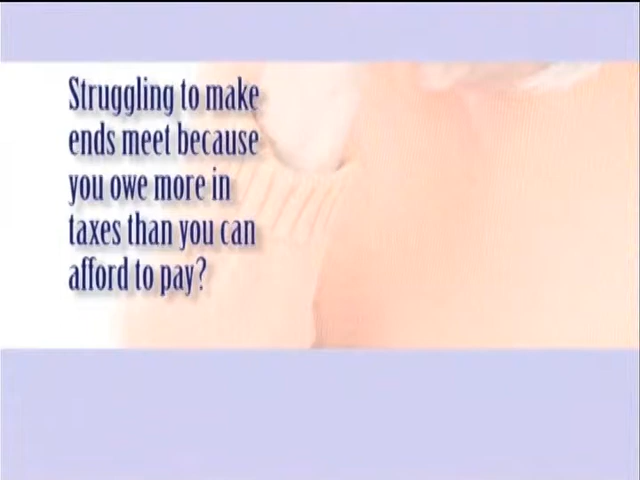 Struggling to make
ends meet because
you owe more in
taxes than you can
afford to pay?